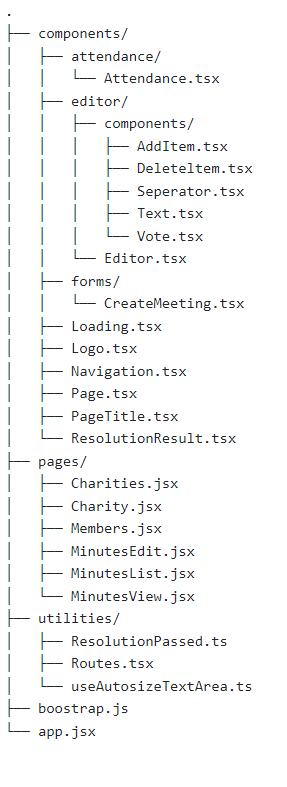 .
├── components/
│   ├── attendance/
│   │   └── Attendance.tsx
│   ├── editor/
│   │   ├── components/
│   │   │   ├── AddItem.tsx
│   │   │   ├── DeleteItem.tsx
│   │   │   ├── Seperator.tsx
│   │   │   ├── Text.tsx
│   │   │   └── Vote.tsx
│   │   └── Editor.tsx
│   ├── forms/
│   │   └── CreateMeeting.tsx
│   ├── Loading.tsx
│   ├── Logo.tsx
│   ├── Navigation.tsx
│   ├── Page.tsx
│   ├── PageTitle.tsx
│   └── ResolutionResult.tsx
├── pages/
│   ├── Charities.jsx
│   ├── Charity.jsx
│   ├── Members.jsx
│   ├── MinutesEdit.jsx
│   ├── MinutesList.jsx
│   └── MinutesView.jsx
├── utilities/
│   ├── ResolutionPassed.ts
│   ├── Routes.tsx
│   └── useAutosizeTextArea.ts
├── boostrap.js
└── app.jsx